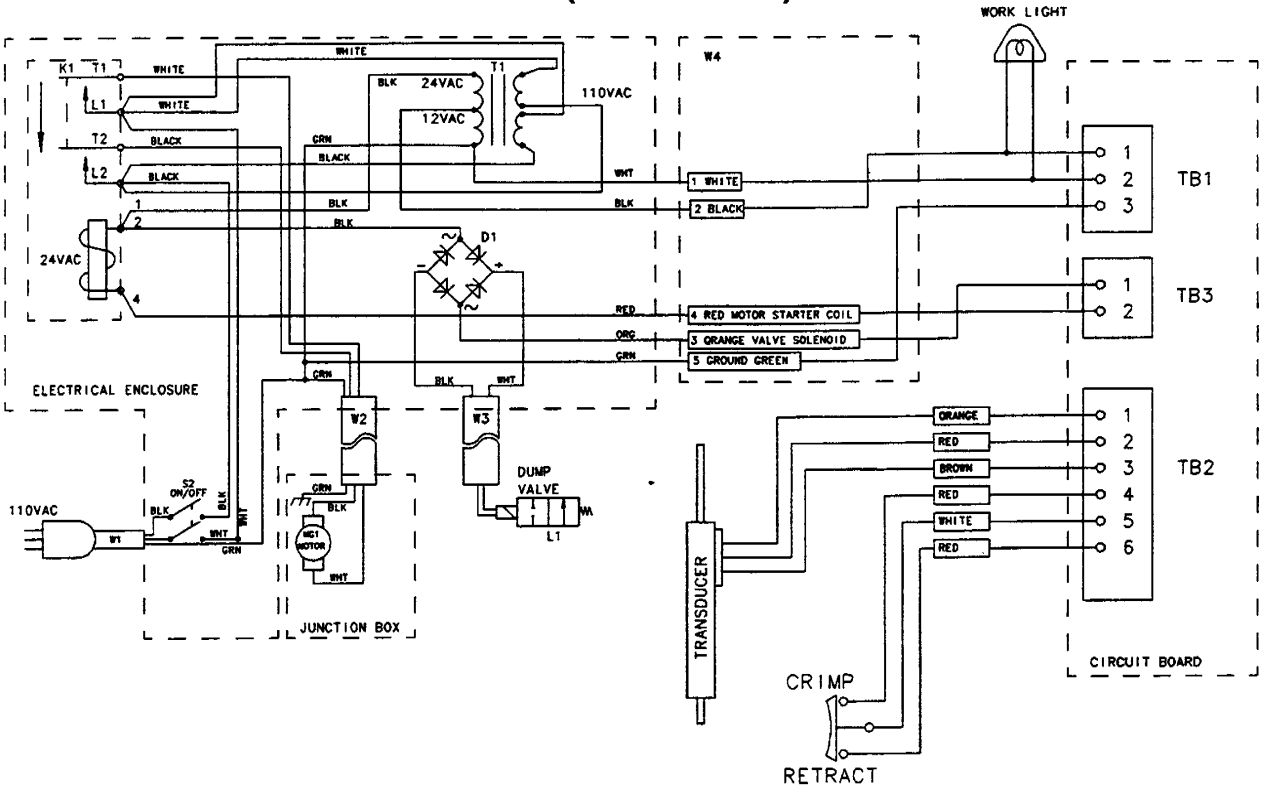 WORK LIGHT
WHITE
W4
K1 T1
WHITE
T1
BLK
24VAC
110VAC
L1
WHITE
12VAC
T2
BLACK
GRN
BLACK
L2
BLACK
WHT
1 WHITE
1
2
3
TB1
1
BLK
BLK
2 BLACK
2
BLK
D1
24VAC
-
+
4
RED
4 RED MOTOR STARTER COIL
1
2
TB3
ORG
3 ORANGE VALVE SOLENOID
GRN
5 GROUND GREEN
GRN
BLK
WHT
ELECTRICAL ENCLOSURE
W2
W3
ORANGE
1
RED
2
BROWN
3
TB2
RED
4
WHITE
5
RED
6
S2
ON/OFF
DUMP
VALVE
GRN
BLK
110VAC
BLK
BLK
WHT
W1
WHT
GRN
MG1
MOTOR
L1
WHT
TRANSDUCER
JUNCTION BOX
CIRCUIT BOARD
CRIMP
RETRACT